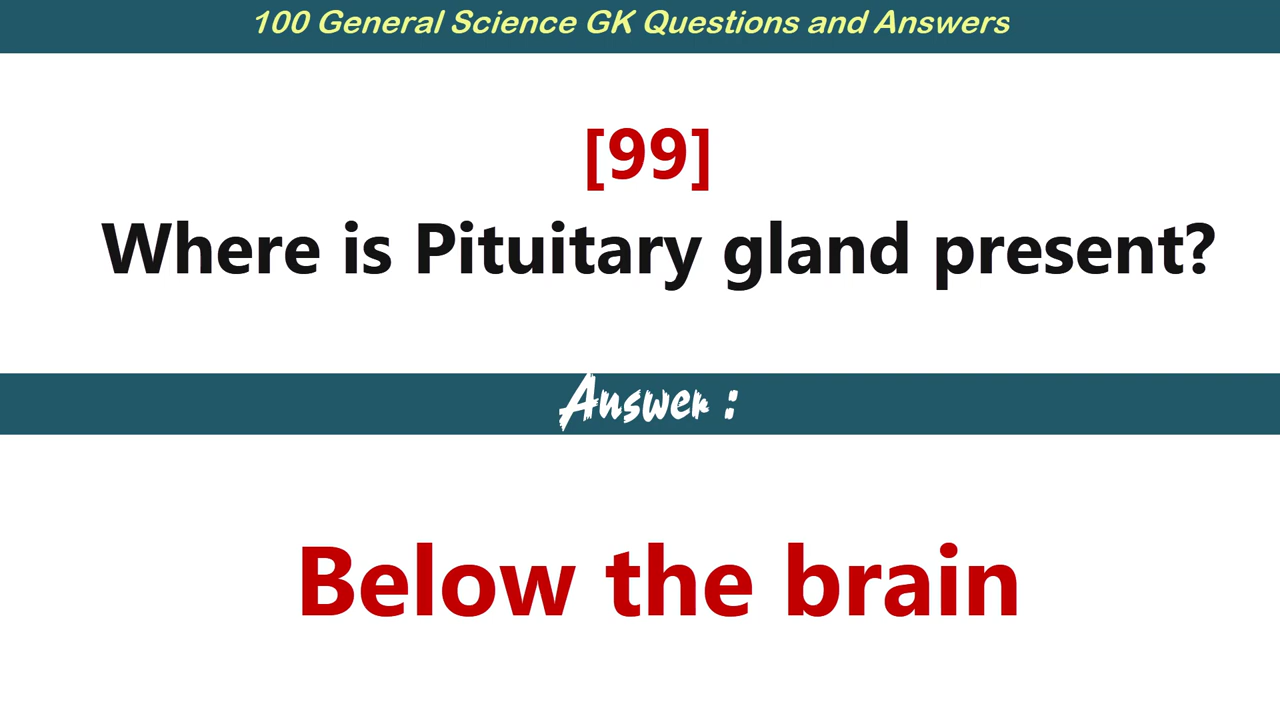 100 General Science GK Questions and Answers
[99]
Where is Pituitary gland present?
Answer :
Below the brain